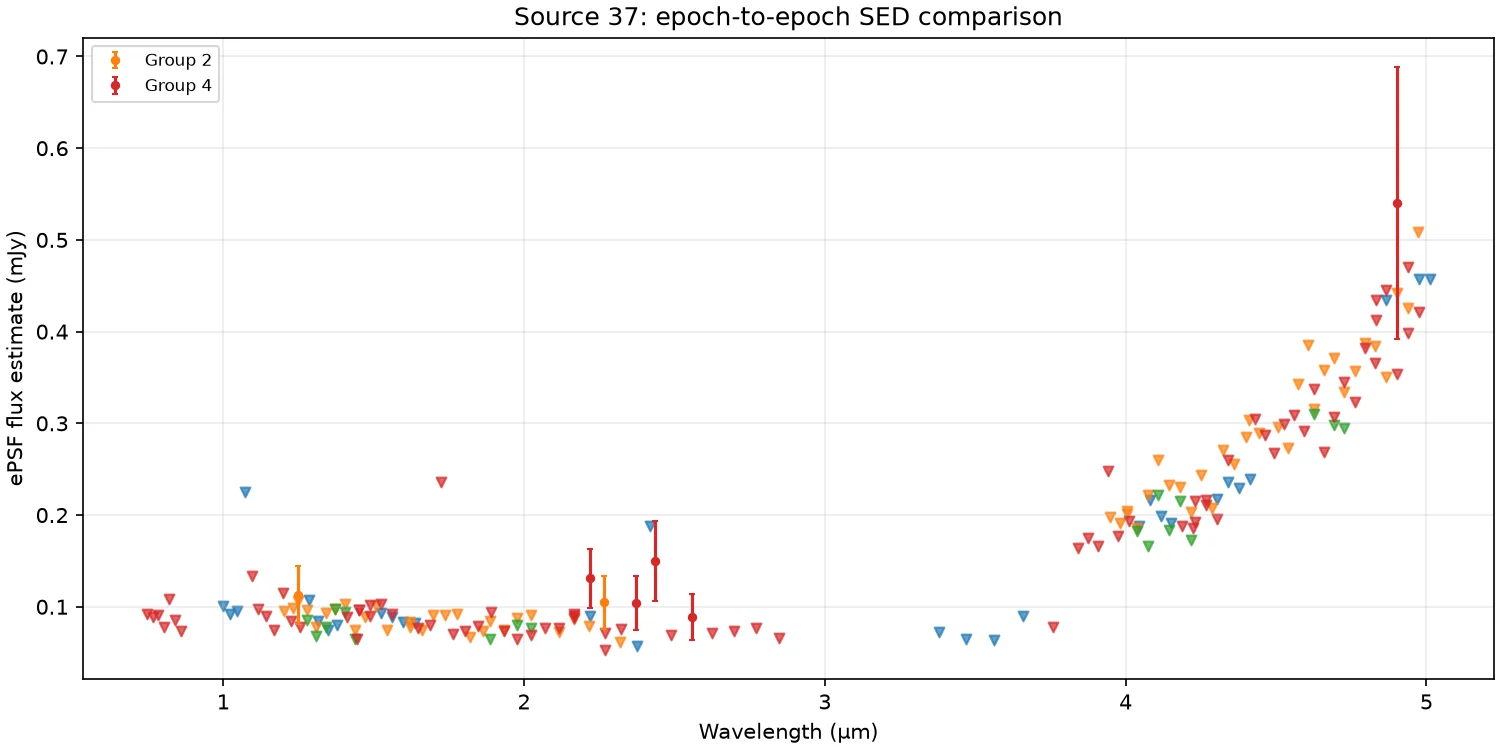 Source 37: epoch-to-epoch SED comparison
Group 2
Group 4
ePSF flux estimate (mJy)
0.7
0.6
0.5
0.4
0.3
0.2
0.1
1 2 3 4 5
Wavelength (μm)